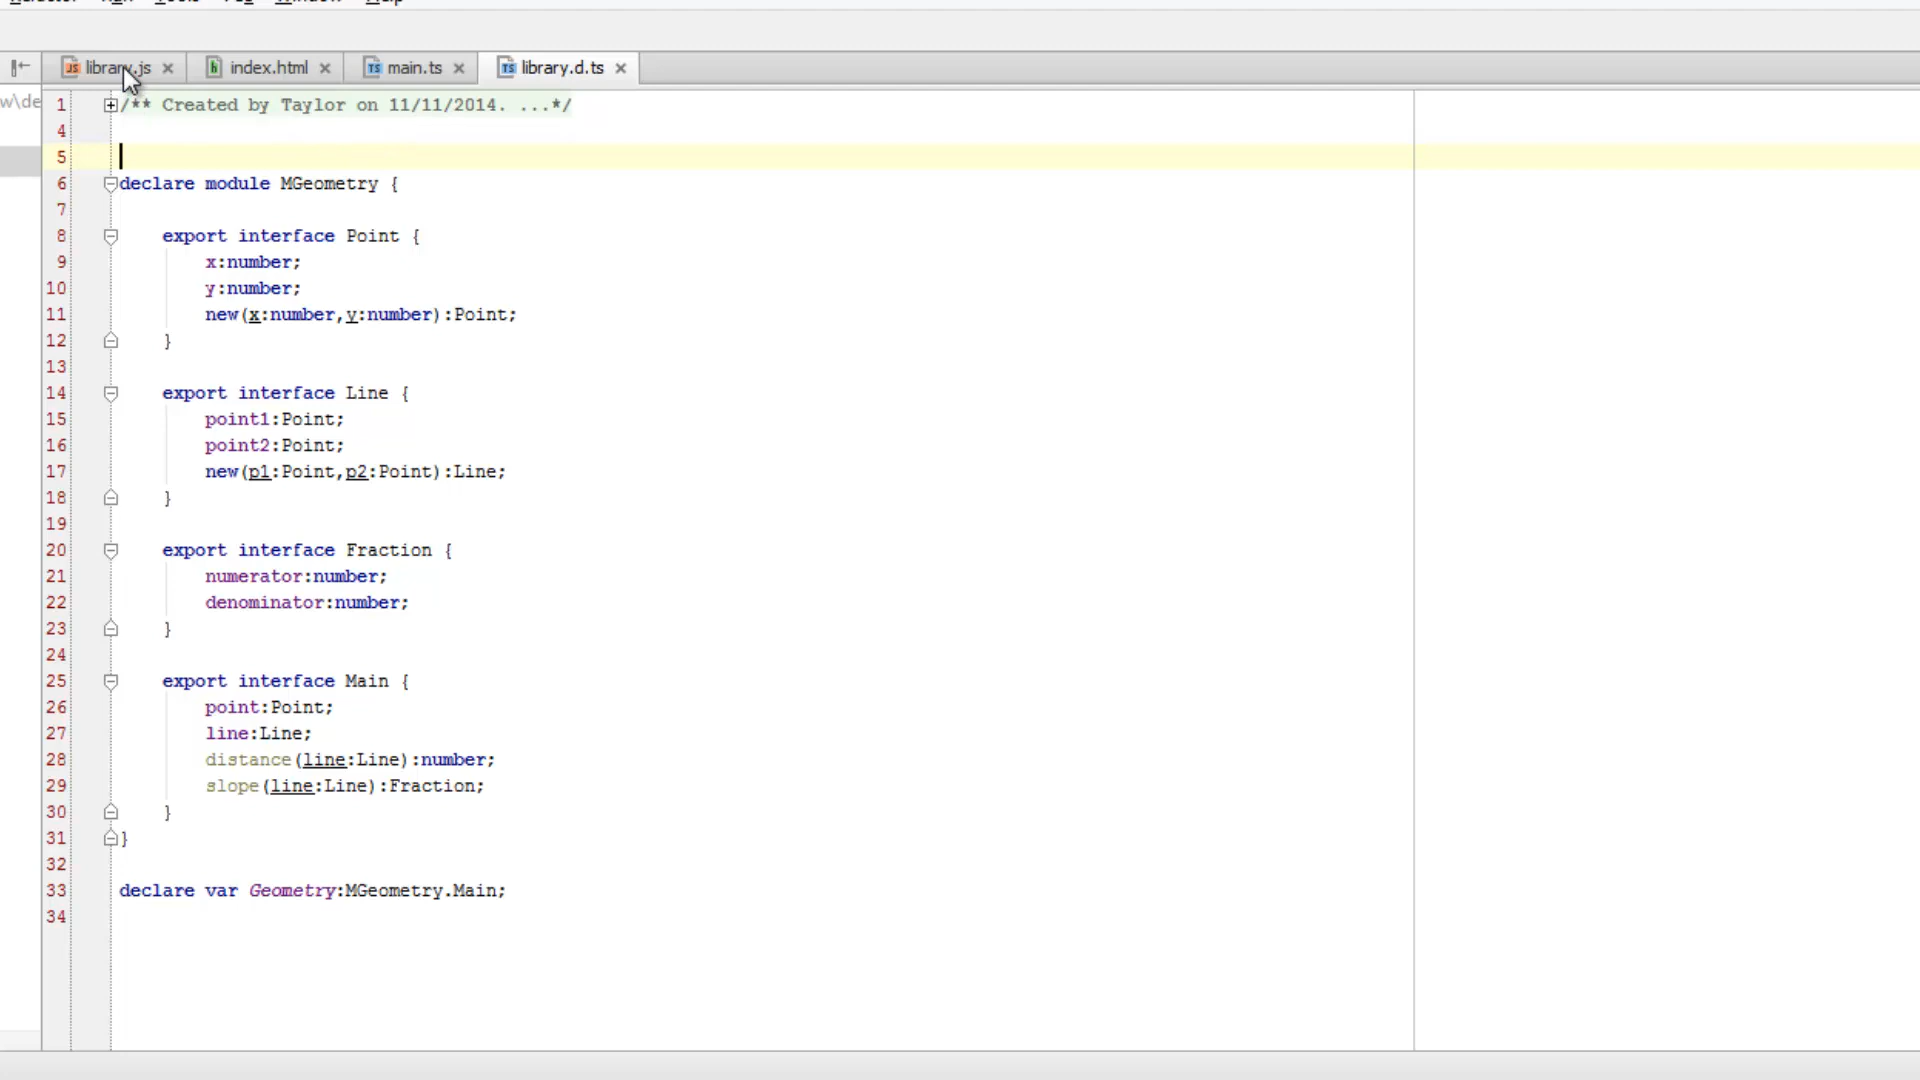 library.js index.html main.ts library.d.ts
w\de
1 /** Created by Taylor on 11/11/2014. ...*/
4
5
6 declare module MGeometry {
7
8 export interface Point {
9 x:number;
10 y:number;
11 new(x:number,y:number):Point;
12 }
13
14 export interface Line {
15 point1:Point;
16 point2:Point;
17 new(p1:Point,p2:Point):Line;
18 }
19
20 export interface Fraction {
21 numerator:number;
22 denominator:number;
23 }
24
25 export interface Main {
26 point:Point;
27 line:Line;
28 distance(line:Line):number;
29 slope(line:Line):Fraction;
30 }
31 }
32
33 declare var Geometry:MGeometry.Main;
34